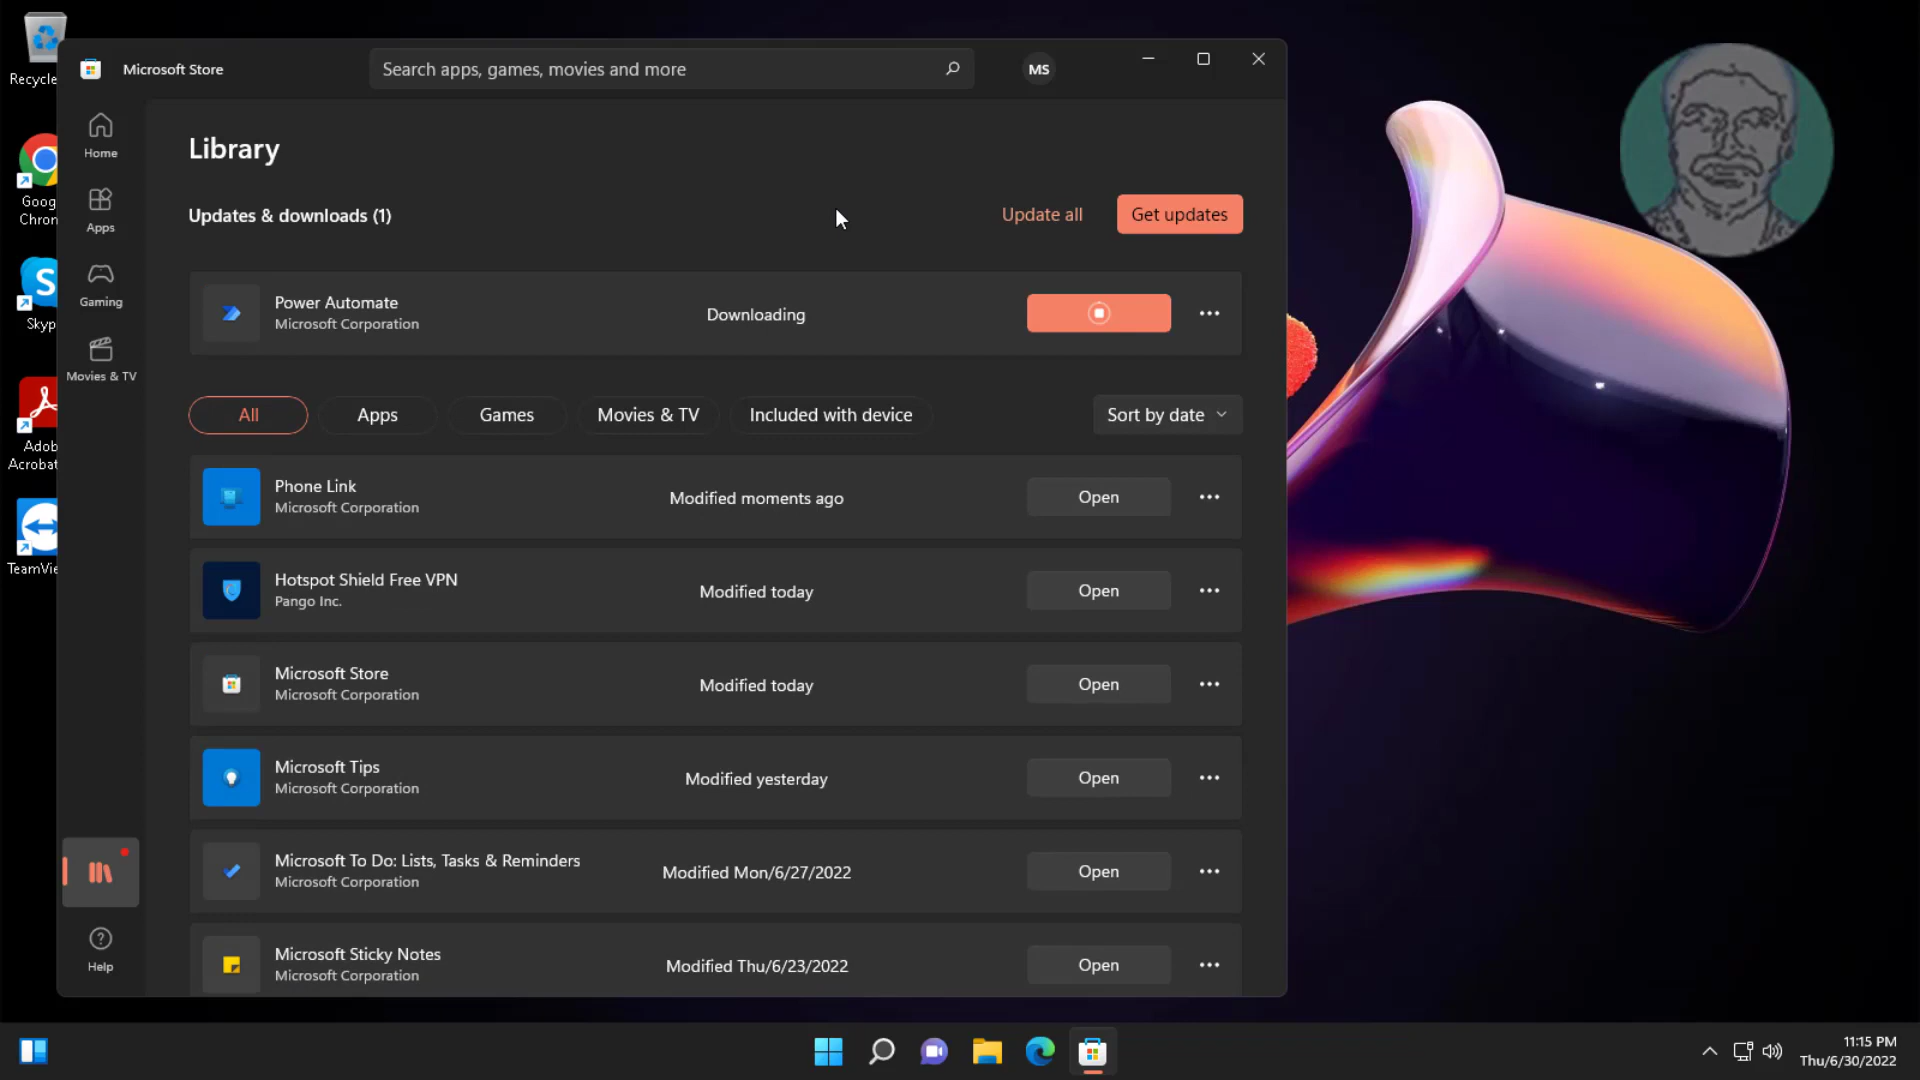 Recycle
Microsoft Store
Search apps, games, movies and more
MS
Home
Library
Updates & downloads (1)
Update all
Get updates
Goog
Chron
Apps
Gaming
Power Automate
Microsoft Corporation
Downloading
Skyp
Movies & TV
All
Apps
Games
Movies & TV
Included with device
Sort by date
Adob
Acrobat
Phone Link
Microsoft Corporation
Modified moments ago
Open
TeamVie
Hotspot Shield Free VPN
Pango Inc.
Modified today
Open
Microsoft Store
Microsoft Corporation
Modified today
Open
Microsoft Tips
Microsoft Corporation
Modified yesterday
Open
Microsoft To Do: Lists, Tasks & Reminders
Microsoft Corporation
Modified Mon/6/27/2022
Open
Microsoft Sticky Notes
Microsoft Corporation
Modified Thu/6/23/2022
Open
Help
11:15 PM
Thu/6/30/2022